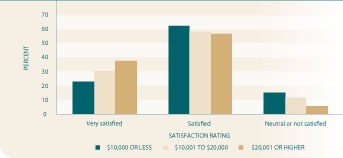 70
60
50
40
30
20
10
0
PERCENT
Very satisfied Satisfied Neutral or not satisfied
SATISFACTION RATING
$10,000 OR LESS $10,001 TO $20,000 $20,001 OR HIGHER